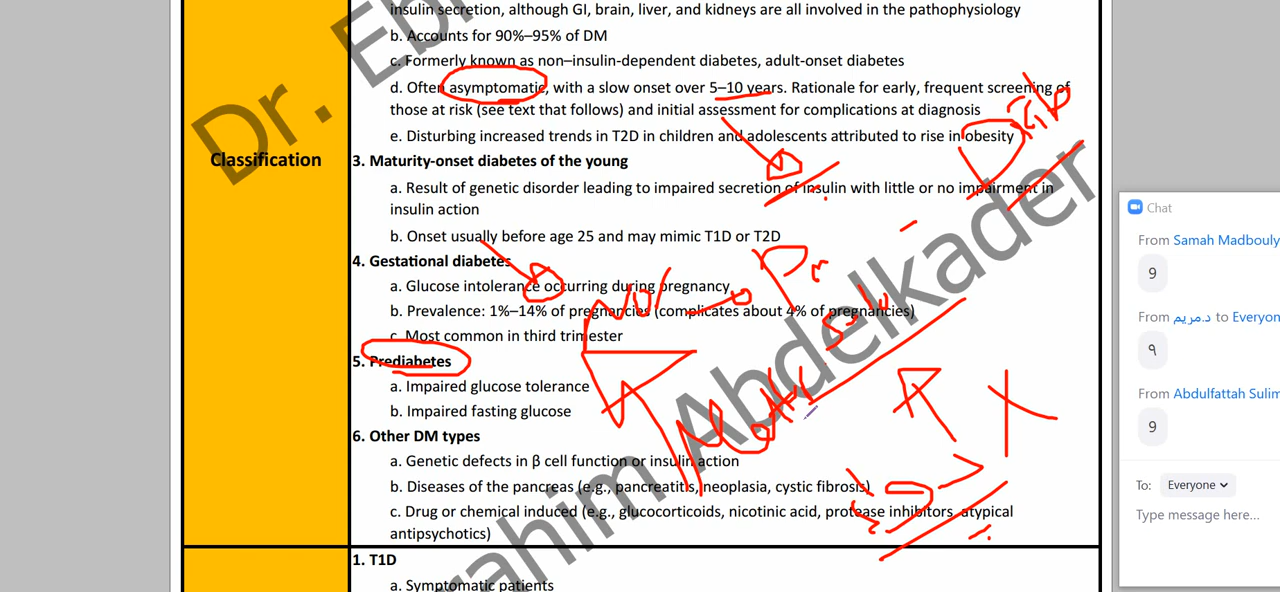 insulin secretion, although GI, brain, liver, and kidneys are all involved in the pathophysiology
b. Accounts for 90%–95% of DM
c. Formerly known as non–insulin-dependent diabetes, adult-onset diabetes
d. Often asymptomatic, with a slow onset over 5–10 years. Rationale for early, frequent screening of
those at risk (see text that follows) and initial assessment for complications at diagnosis
e. Disturbing increased trends in T2D in children and adolescents attributed to rise in obesity
Classification
3. Maturity-onset diabetes of the young
a. Result of genetic disorder leading to impaired secretion of insulin with little or no impairment in
insulin action
b. Onset usually before age 25 and may mimic T1D or T2D
4. Gestational diabetes
a. Glucose intolerance occurring during pregnancy
b. Prevalence: 1%–14% of pregnancies (complicates about 4% of pregnancies)
c. Most common in third trimester
5. Prediabetes
a. Impaired glucose tolerance
b. Impaired fasting glucose
6. Other DM types
a. Genetic defects in β cell function or insulin action
b. Diseases of the pancreas (e.g., pancreatitis, neoplasia, cystic fibrosis)
c. Drug or chemical induced (e.g., glucocorticoids, nicotinic acid, protease inhibitors, atypical
antipsychotics)
1. T1D
a. Symptomatic patients
Dr. Eb
rahim Abdelkader
Chat
From Samah Madbouly
9
From د.مريم to Everyon
٩
From Abdulfattah Sulim
9
To: Everyone
Type message here...